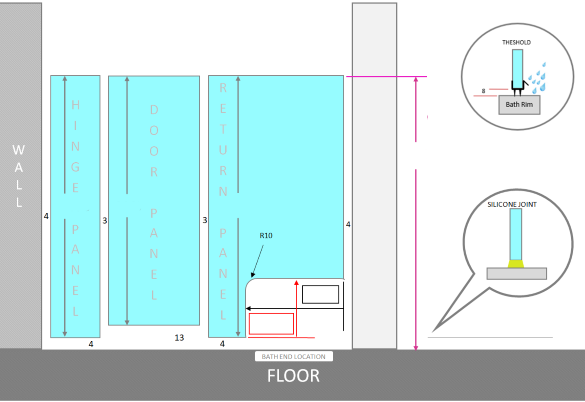 THESHOLD
8
Bath Rim
WALL
HINGE PANEL
DOOR PANEL
RETURN PANEL
4
3
3
4
R10
SILICONE JOINT
4
13
4
BATH END LOCATION
FLOOR